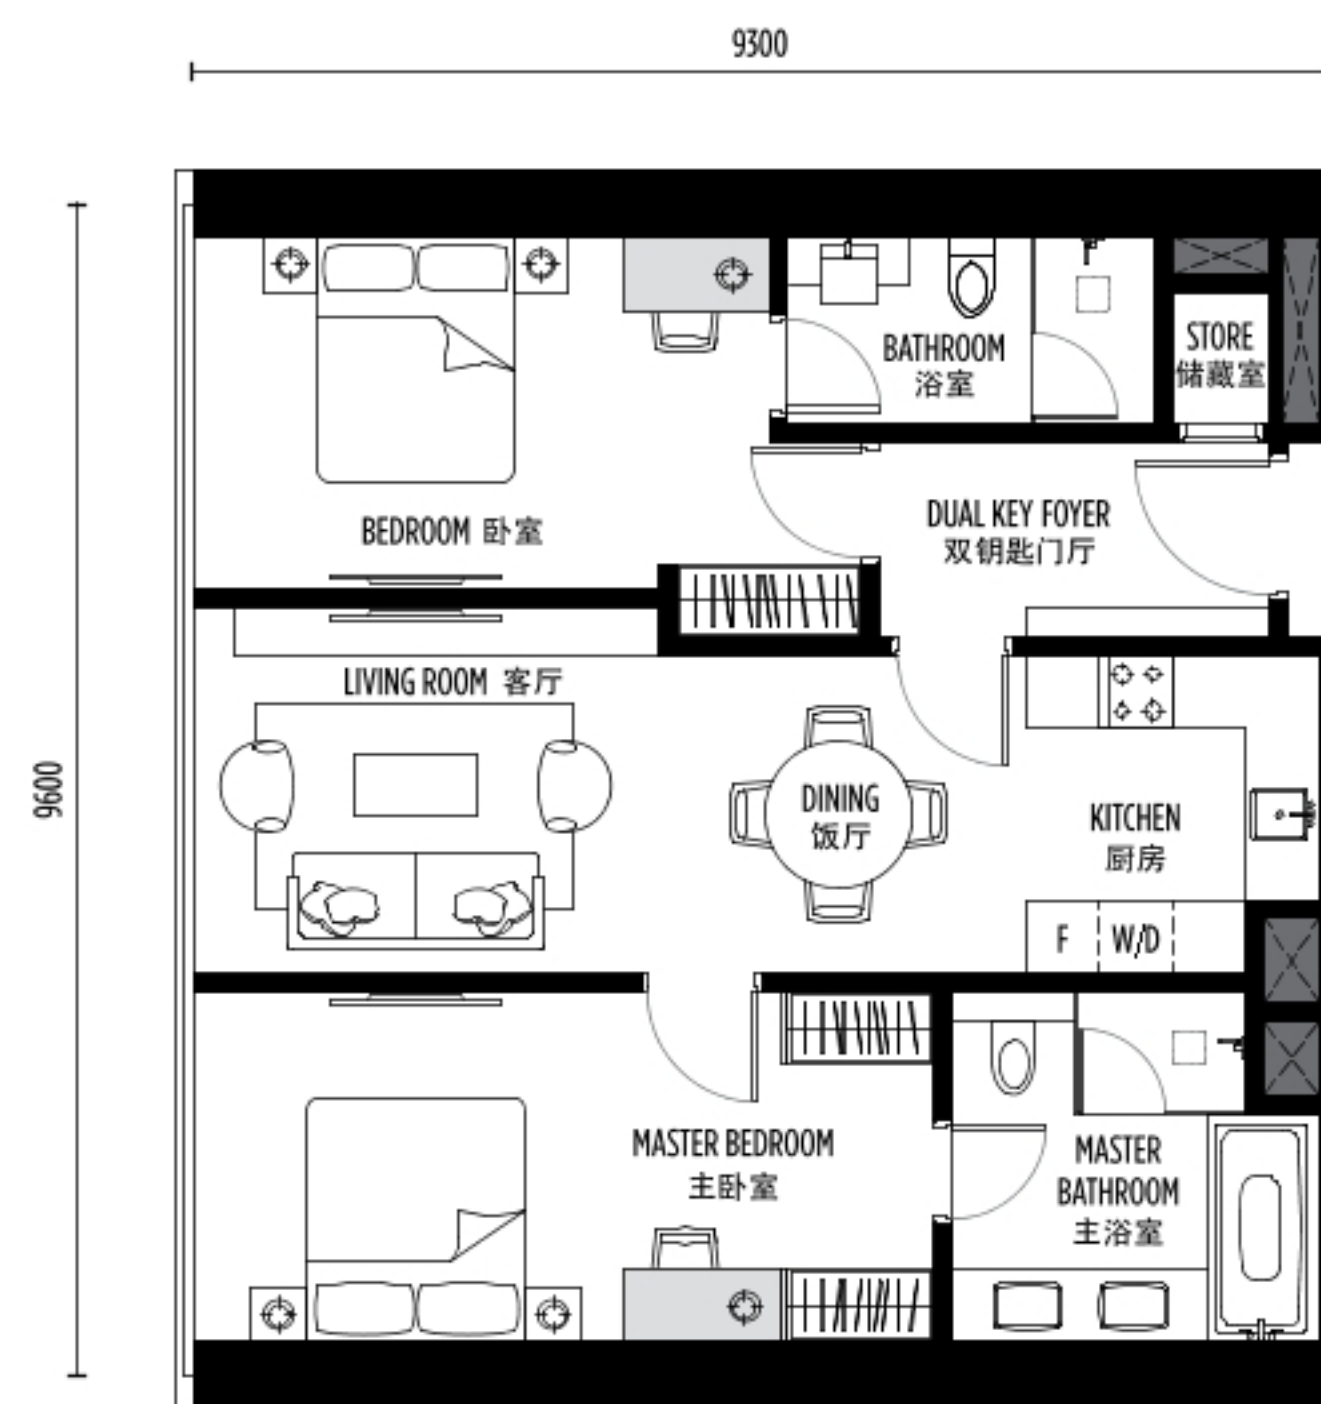 9300
BATHROOM
浴室
STORE
储藏室
BEDROOM 卧室
DUAL KEY FOYER
双钥匙门厅
LIVING ROOM 客厅
9600
DINING
饭厅
KITCHEN
厨房
F W/D
MASTER BEDROOM
主卧室
MASTER
BATHROOM
主浴室